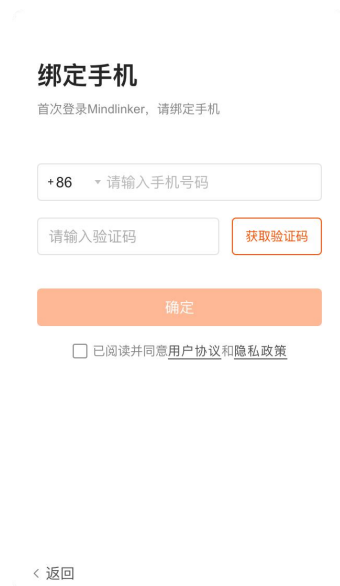 绑定手机
首次登录Mindlinker，请绑定手机
+86 请输入手机号码
请输入验证码 获取验证码
确定
已阅读并同意用户协议和隐私政策
< 返回